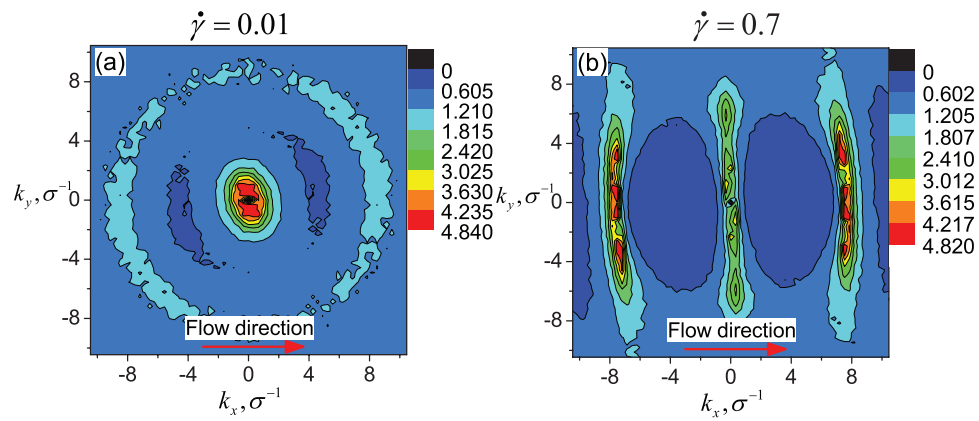 γ̇ = 0.01
(a)
8
4
0
-4
-8
k_y, σ⁻¹
-8 -4 0 4 8
k_x, σ⁻¹
Flow direction
0
0.605
1.210
1.815
2.420
3.025
3.630
4.235
4.840
γ̇ = 0.7
(b)
8
4
0
-4
-8
k_y, σ⁻¹
-8 -4 0 4 8
k_x, σ⁻¹
Flow direction
0
0.602
1.205
1.807
2.410
3.012
3.615
4.217
4.820